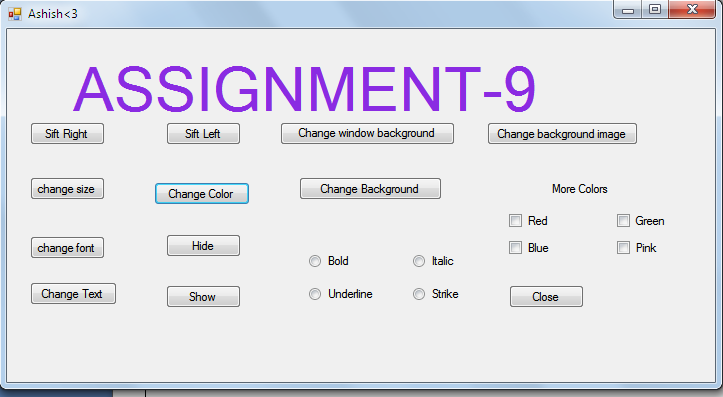 Ashish<3
ASSIGNMENT-9
Sift Right
Sift Left
Change window background
Change background image
change size
Change Color
Change Background
More Colors
Red
Green
change font
Hide
Blue
Pink
Bold
Italic
Change Text
Show
Underline
Strike
Close